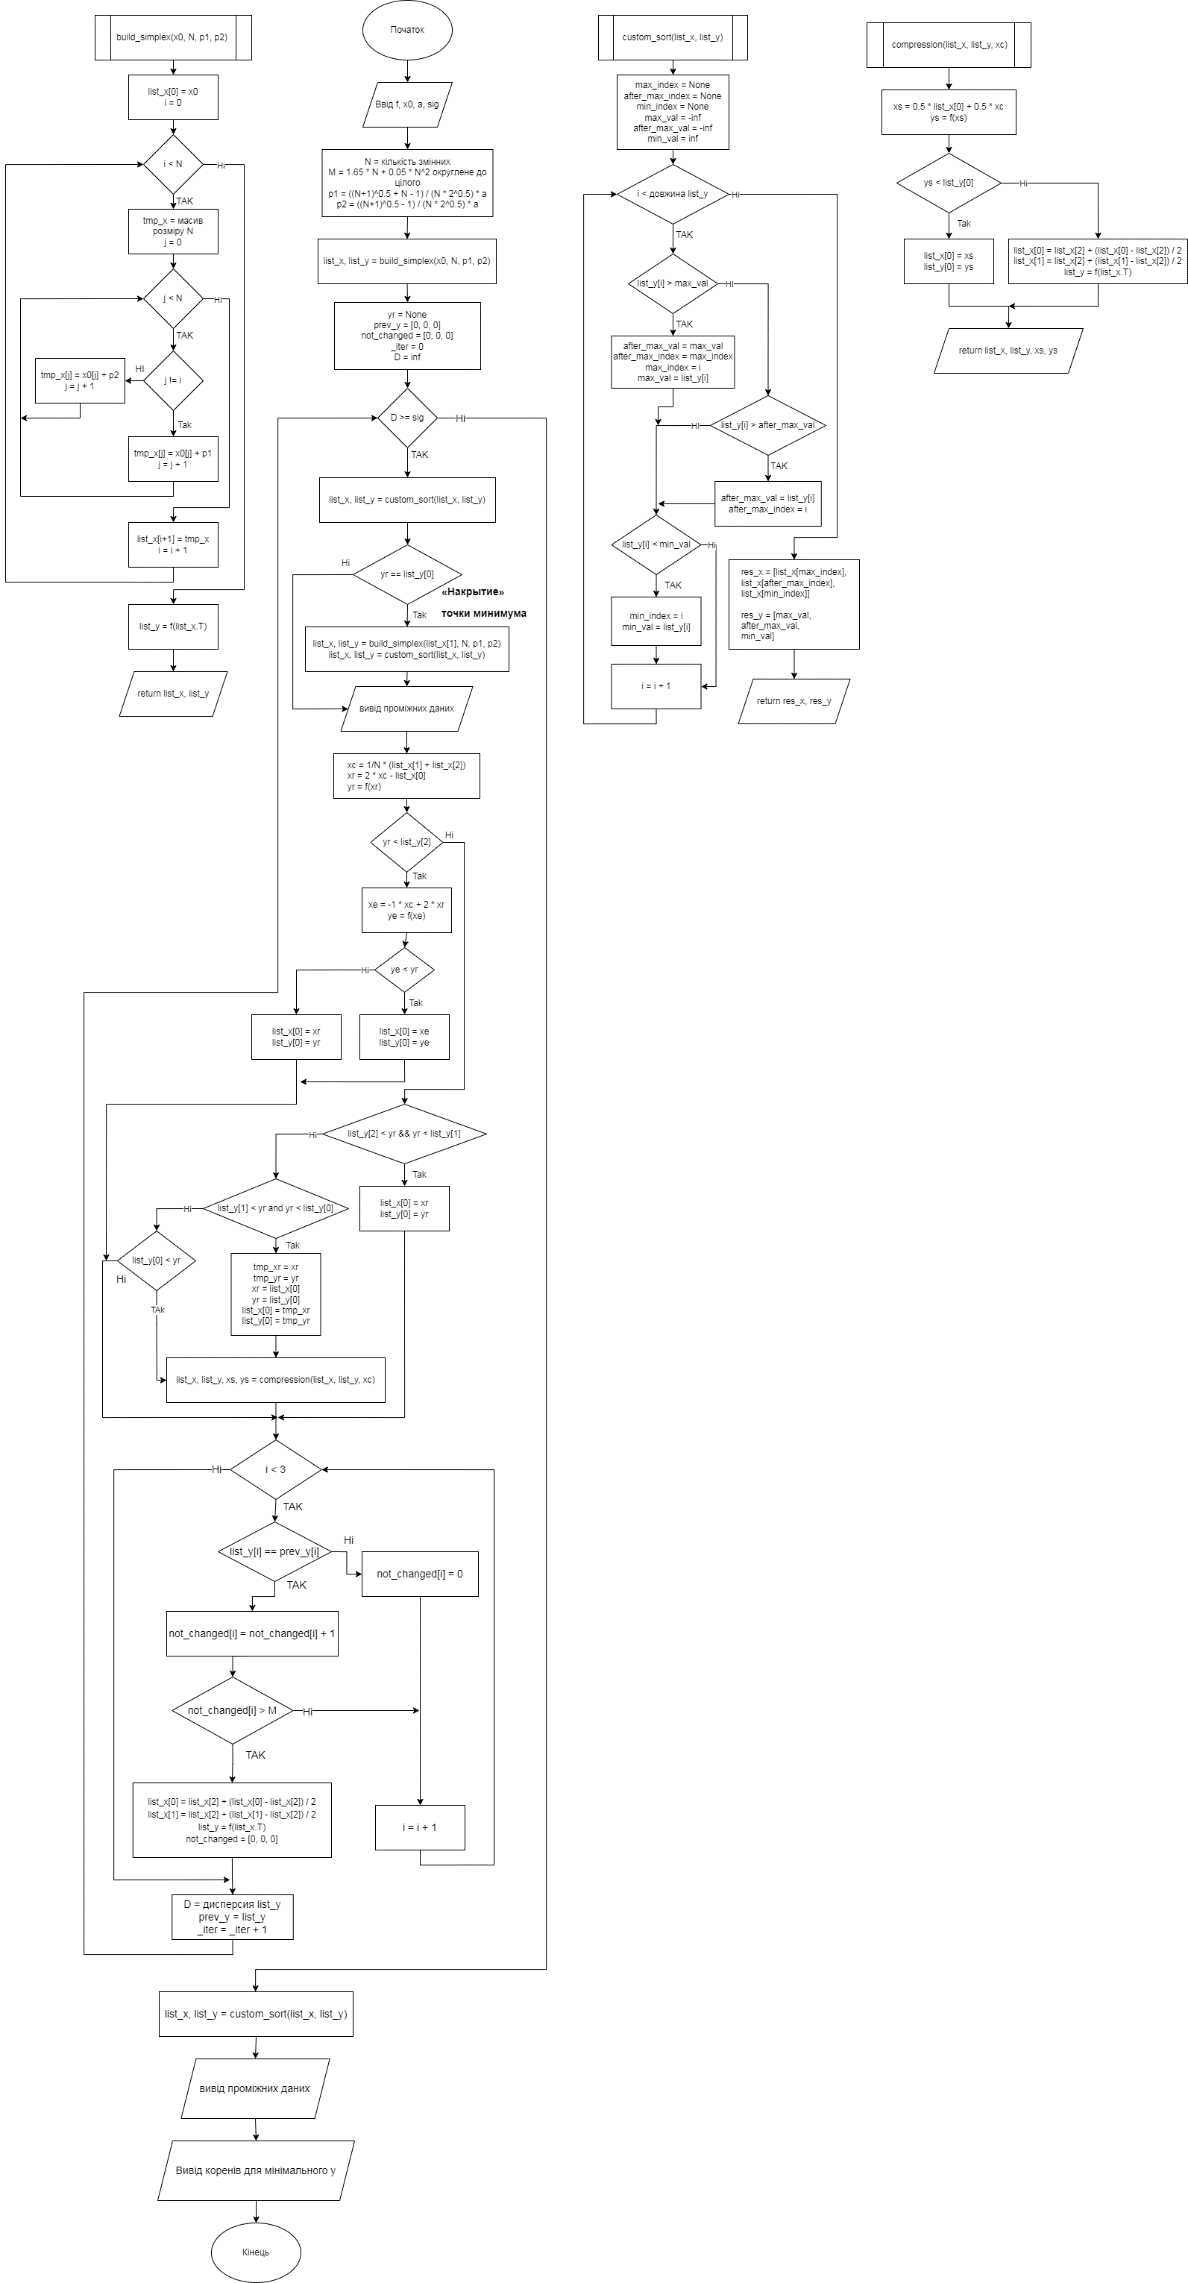 build_simplex(x0, N, p1, p2)
list_x[0] = x0
i = 0
i < N
Ні
ТАК
tmp_x = масив
розміру N
j = 0
j < N
Ні
ТАК
j != i
Ні
tmp_x[j] = x0[j] + p2
j = j + 1
Так
tmp_x[j] = x0[j] + p1
j = j + 1
list_x[i+1] = tmp_x
i = i + 1
list_y = f(list_x.T)
return list_x, list_y
Початок
Ввід f, x0, a, sig
N = кількість змінних
M = 1.65 * N + 0.05 * N^2 округлене до
цілого
p1 = ((N+1)^0.5 + N - 1) / (N * 2^0.5) * a
p2 = ((N+1)^0.5 - 1) / (N * 2^0.5) * a
list_x, list_y = build_simplex(x0, N, p1, p2)
yr = None
prev_y = [0, 0, 0]
not_changed = [0, 0, 0]
_iter = 0
D = inf
D >= sig
Ні
ТАК
list_x, list_y = custom_sort(list_x, list_y)
yr == list_y[0]
Ні
«Накрытие»
точки минимума
Так
list_x, list_y = build_simplex(list_x[1], N, p1, p2)
list_x, list_y = custom_sort(list_x, list_y)
вивід проміжних даних
xc = 1/N * (list_x[1] + list_x[2])
xr = 2 * xc - list_x[0]
yr = f(xr)
yr < list_y[2]
Ні
Так
xe = -1 * xc + 2 * xr
ye = f(xe)
ye < yr
Ні
Так
list_x[0] = xr
list_y[0] = yr
list_x[0] = xe
list_y[0] = ye
list_y[2] < yr && yr < list_y[1]
Ні
Так
list_x[0] = xr
list_y[0] = yr
list_y[1] < yr and yr < list_y[0]
Ні
Так
list_y[0] < yr
Ні
ТАк
tmp_xr = xr
tmp_yr = yr
xr = list_x[0]
yr = list_y[0]
list_x[0] = tmp_xr
list_y[0] = tmp_yr
list_x, list_y, xs, ys = compression(list_x, list_y, xc)
i < 3
Ні
ТАК
list_y[i] == prev_y[i]
Ні
ТАК
not_changed[i] = 0
not_changed[i] = not_changed[i] + 1
not_changed[i] > M
Ні
ТАК
list_x[0] = list_x[2] + (list_x[0] - list_x[2]) / 2
list_x[1] = list_x[2] + (list_x[1] - list_x[2]) / 2
list_y = f(list_x.T)
not_changed = [0, 0, 0]
i = i + 1
D = дисперсия list_y
prev_y = list_y
_iter = _iter + 1
list_x, list_y = custom_sort(list_x, list_y)
вивід проміжних даних
Вивід коренів для мінімального y
Кінець
custom_sort(list_x, list_y)
max_index = None
after_max_index = None
min_index = None
max_val = -inf
after_max_val = -inf
min_val = inf
i < довжина list_y
Ні
ТАК
list_y[i] > max_val
Ні
ТАК
after_max_val = max_val
after_max_index = max_index
max_index = i
max_val = list_y[i]
list_y[i] > after_max_val
Ні
ТАК
after_max_val = list_y[i]
after_max_index = i
list_y[i] < min_val
Ні
ТАК
min_index = i
min_val = list_y[i]
i = i + 1
res_x = [list_x[max_index],
list_x[after_max_index],
list_x[min_index]]
res_y = [max_val,
after_max_val,
min_val]
return res_x, res_y
compression(list_x, list_y, xc)
xs = 0.5 * list_x[0] + 0.5 * xc
ys = f(xs)
ys < list_y[0]
Ні
Так
list_x[0] = xs
list_y[0] = ys
list_x[0] = list_x[2] + (list_x[0] - list_x[2]) / 2
list_x[1] = list_x[2] + (list_x[1] - list_x[2]) / 2
list_y = f(list_x.T)
return list_x, list_y, xs, ys